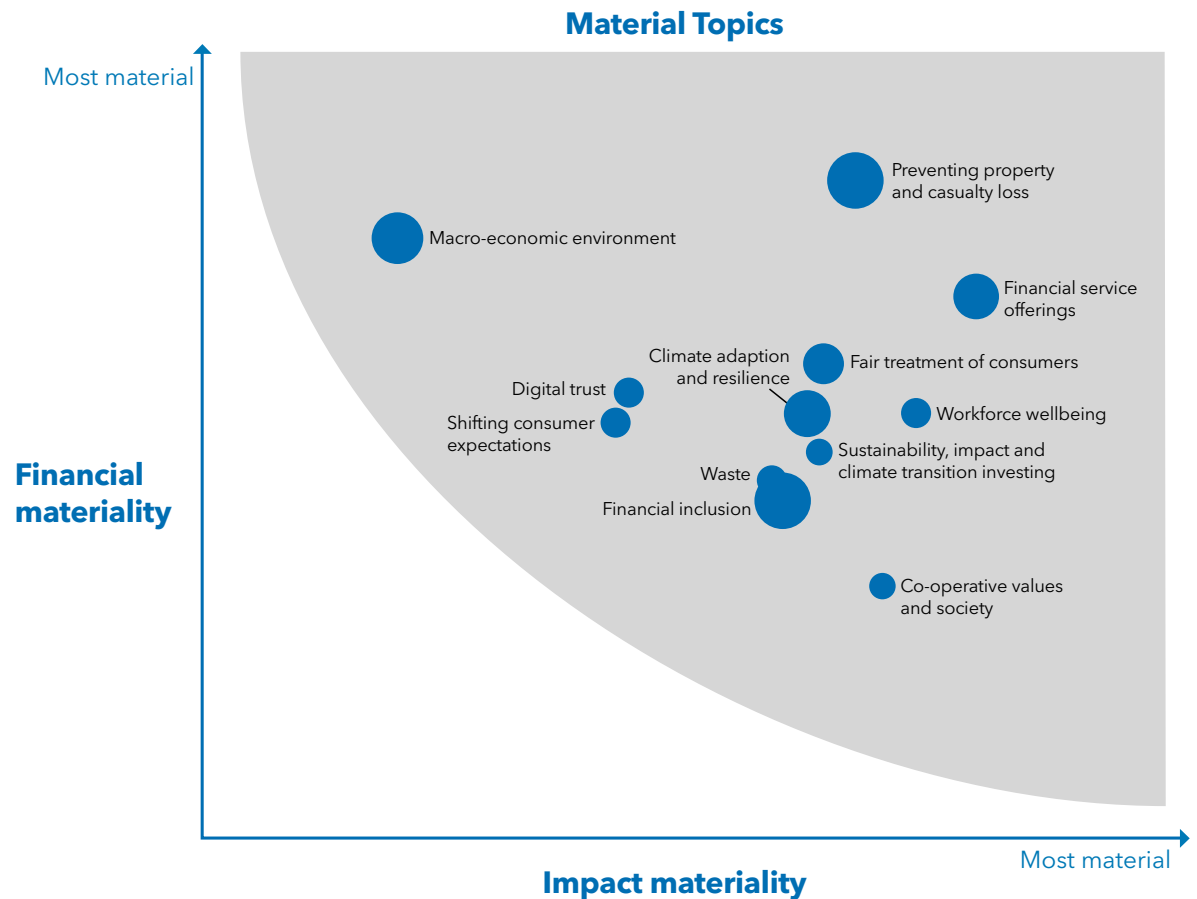 Material Topics
Most material
Preventing property
and casualty loss
Macro-economic environment
Financial service
offerings
Climate adaption
and resilience
Fair treatment of consumers
Digital trust
Shifting consumer
expectations
Workforce wellbeing
Sustainability, impact and
climate transition investing
Waste
Financial inclusion
Financial
materiality
Co-operative values
and society
Most material
Impact materiality